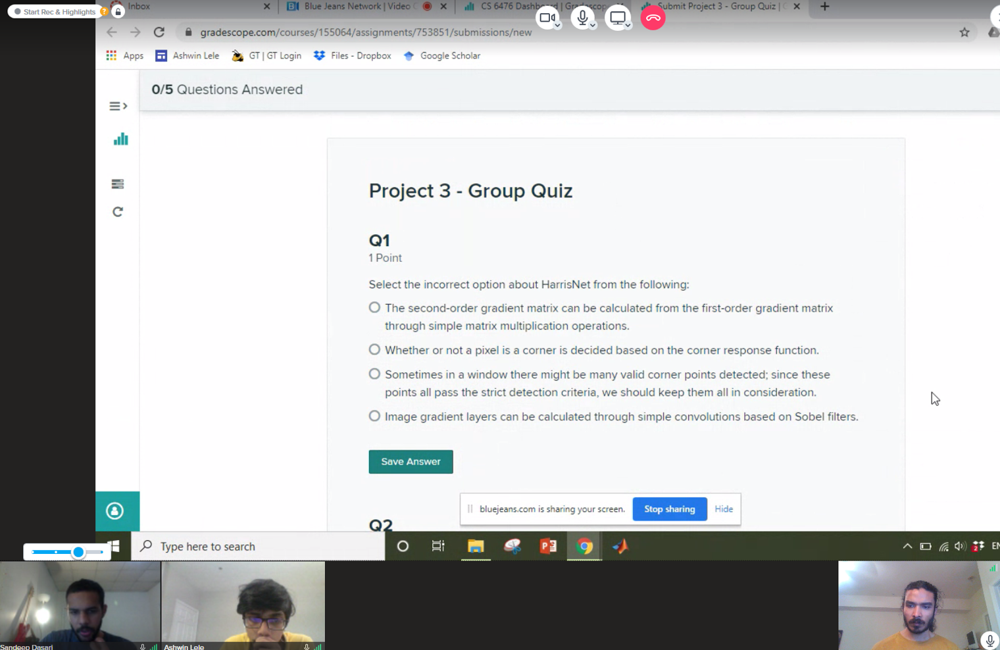 Start Rec & Highlights ?
Inbox
Blue Jeans Network | Video
CS 6476 Dashboard | Gradescope
Submit Project 3 - Group Quiz |
gradescope.com/courses/155064/assignments/753851/submissions/new
Apps
Ashwin Lele
GT | GT Login
Files - Dropbox
Google Scholar
0/5 Questions Answered
Project 3 - Group Quiz
Q1
1 Point
Select the incorrect option about HarrisNet from the following:
The second-order gradient matrix can be calculated from the first-order gradient matrix
through simple matrix multiplication operations.
Whether or not a pixel is a corner is decided based on the corner response function.
Sometimes in a window there might be many valid corner points detected; since these
points all pass the strict detection criteria, we should keep them all in consideration.
Image gradient layers can be calculated through simple convolutions based on Sobel filters.
Save Answer
bluejeans.com is sharing your screen.
Stop sharing
Hide
Q2
Type here to search
2
EN
Sandeep Dasari
Ashwin Lele